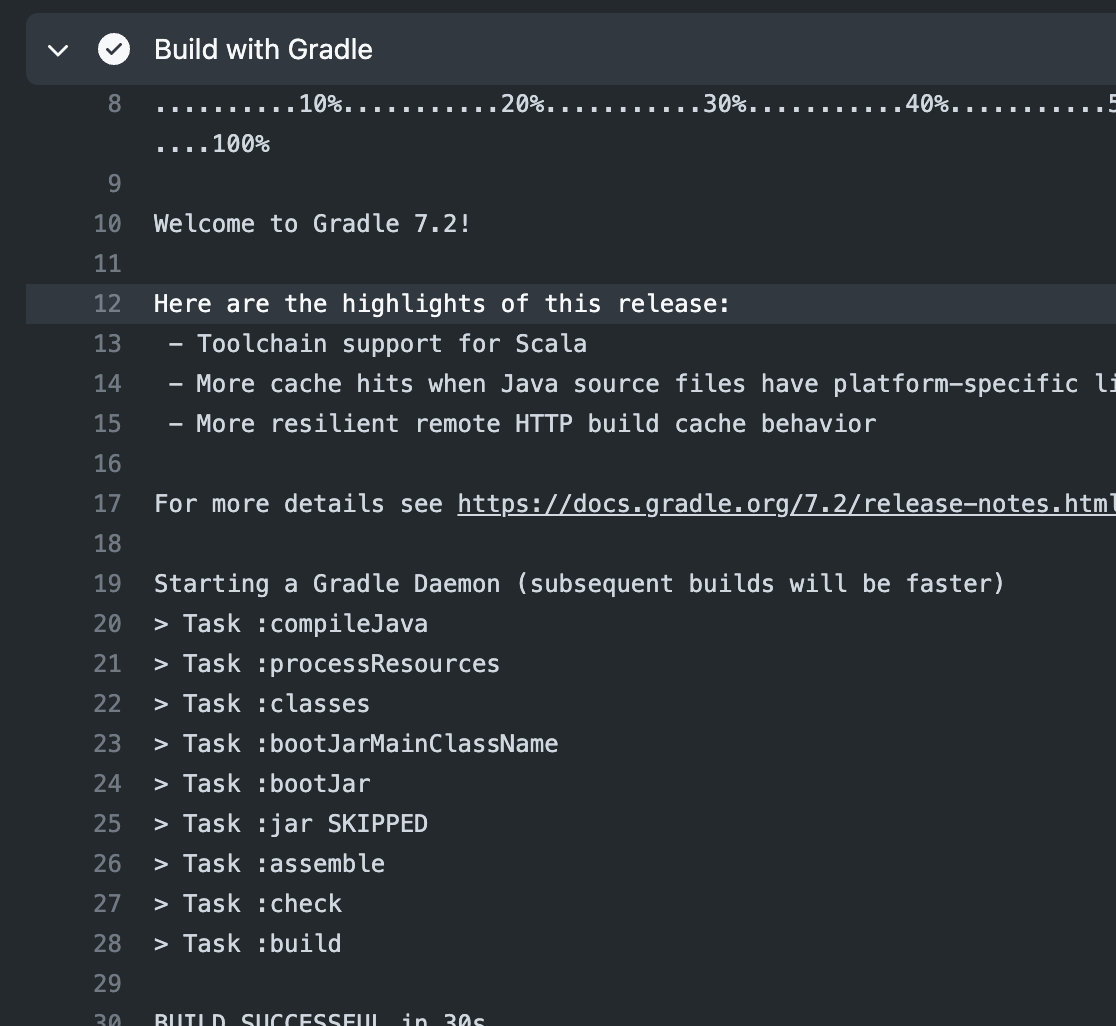 Build with Gradle
8 ..........10%...........20%...........30%...........40%...........5
....100%
9
10 Welcome to Gradle 7.2!
11
12 Here are the highlights of this release:
13 – Toolchain support for Scala
14 – More cache hits when Java source files have platform–specific li
15 – More resilient remote HTTP build cache behavior
16
17 For more details see https://docs.gradle.org/7.2/release–notes.html
18
19 Starting a Gradle Daemon (subsequent builds will be faster)
20 > Task :compileJava
21 > Task :processResources
22 > Task :classes
23 > Task :bootJarMainClassName
24 > Task :bootJar
25 > Task :jar SKIPPED
26 > Task :assemble
27 > Task :check
28 > Task :build
29
30 BUILD SUCCESSFUL in 30s